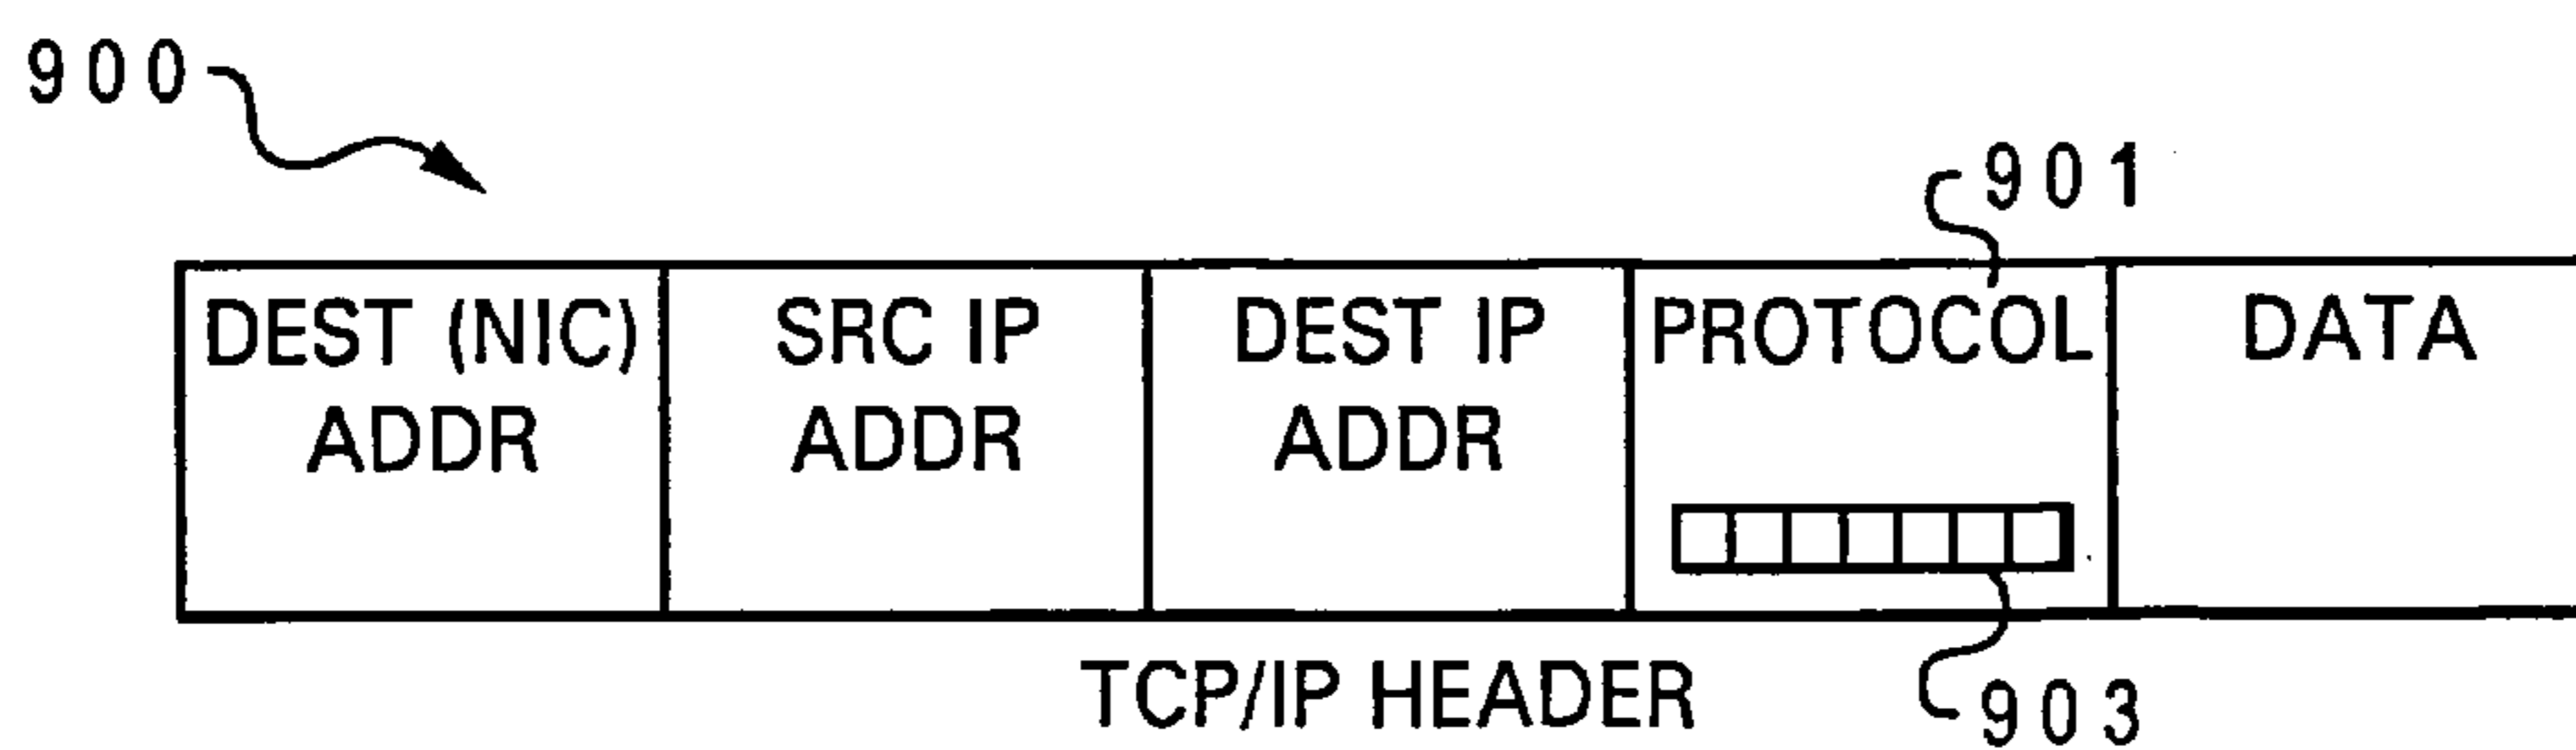 900
901
DEST (NIC) ADDR
SRC IP ADDR
DEST IP ADDR
PROTOCOL
DATA
TCP/IP HEADER
903